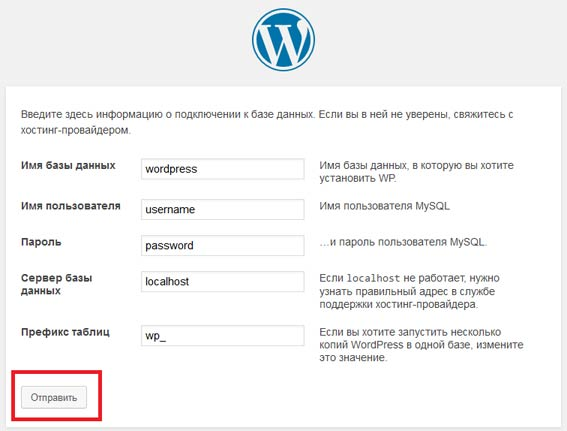 Введите здесь информацию о подключении к базе данных. Если вы в ней не уверены, свяжитесь с
хостинг-провайдером.
Имя базы данных
wordpress
Имя базы данных, в которую вы хотите
установить WP.
Имя пользователя
username
Имя пользователя MySQL
Пароль
password
…и пароль пользователя MySQL.
Сервер базы
данных
localhost
Если localhost не работает, нужно
узнать правильный адрес в службе
поддержки хостинг-провайдера.
Префикс таблиц
wp_
Если вы хотите запустить несколько
копий WordPress в одной базе, измените
это значение.
Отправить